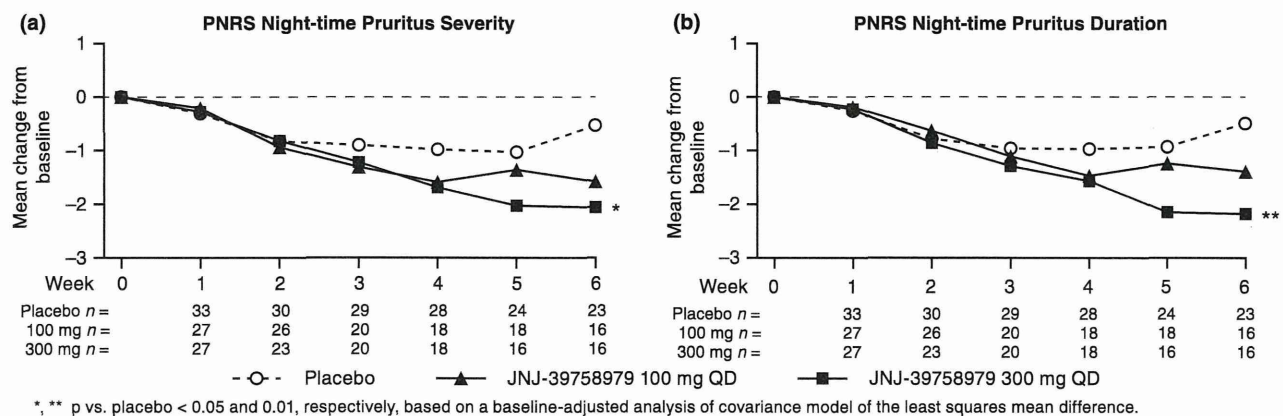 (a) PNRS Night-time Pruritus Severity
1
0
−1
−2
−3
Mean change from
baseline
Week 0 1 2 3 4 5 6
*
Placebo n = 33 30 29 28 24 23
100 mg n = 27 26 20 18 18 16
300 mg n = 27 23 20 18 16 16
(b) PNRS Night-time Pruritus Duration
1
0
−1
−2
−3
Mean change from
baseline
Week 0 1 2 3 4 5 6
**
Placebo n = 33 30 29 28 24 23
100 mg n = 27 26 20 18 18 16
300 mg n = 27 23 20 18 16 16
Placebo JNJ-39758979 100 mg QD JNJ-39758979 300 mg QD
*, ** p vs. placebo < 0.05 and 0.01, respectively, based on a baseline-adjusted analysis of covariance model of the least squares mean difference.